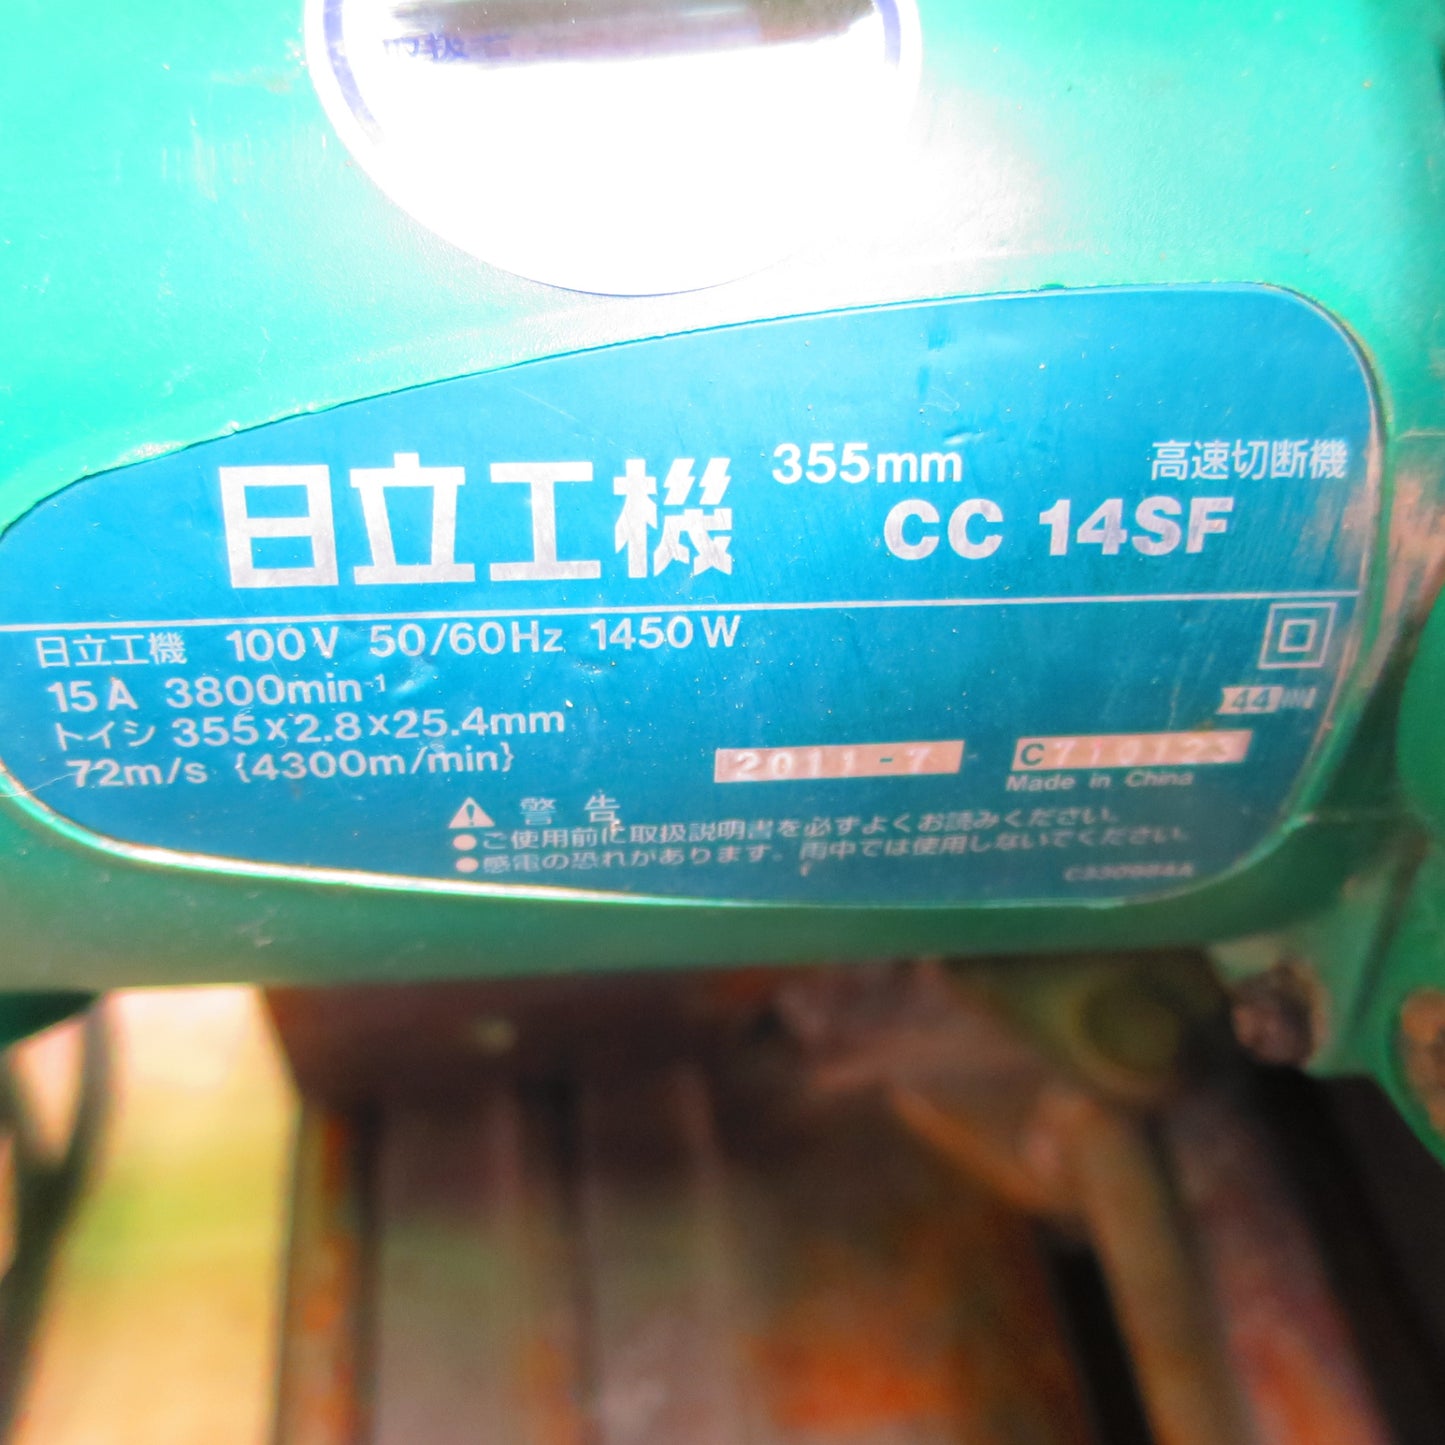 日立工機
355mm 高速切断機
CC 14SF
日立工機 100V 50/60Hz 1450W
15A 3800min-1
トイシ 355×2.8×25.4mm
72m/s {4300m/min}
44
2011-7 C710123
Made in China
警告
●ご使用前に取扱説明書を必ずよくお読みください。
●感電の恐れがあります。雨中では使用しないでください。